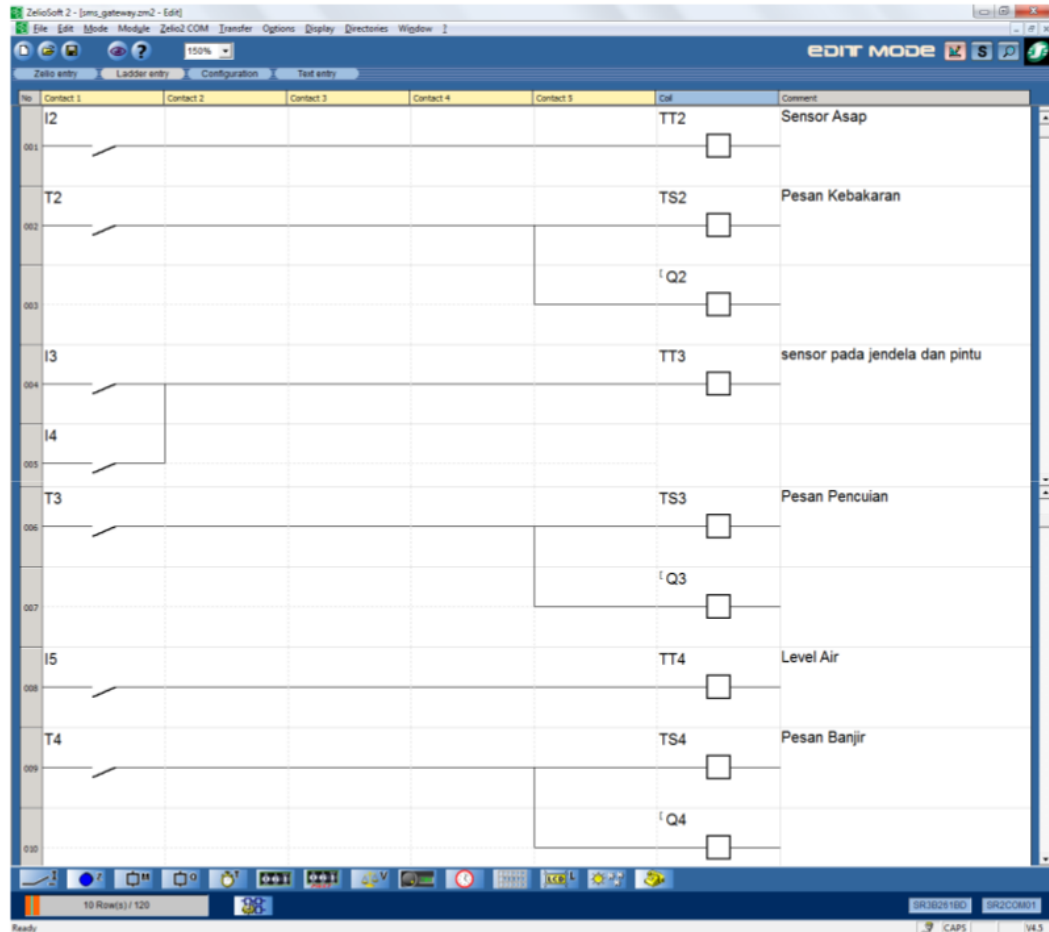 ZelioSoft 2 - [sms_gateway.zm2 - Edit]
File Edit Mode Module Zelio2 COM Transfer Options Display Directories Window ?
150% EDIT MODE S
Zelio entry Ladder entry Configuration Text entry
No Contact 1 Contact 2 Contact 3 Contact 4 Contact 5 Coil Comment
I2 TT2 Sensor Asap
001
T2 TS2 Pesan Kebakaran
002
[ Q2
003
I3 TT3 sensor pada jendela dan pintu
004
I4
005
T3 TS3 Pesan Pencuian
006
[ Q3
007
I5 TT4 Level Air
008
T4 TS4 Pesan Banjir
009
[ Q4
010
10 Row(s) / 120 SR3B261BD SR2COM01
Ready CAPS V4.5